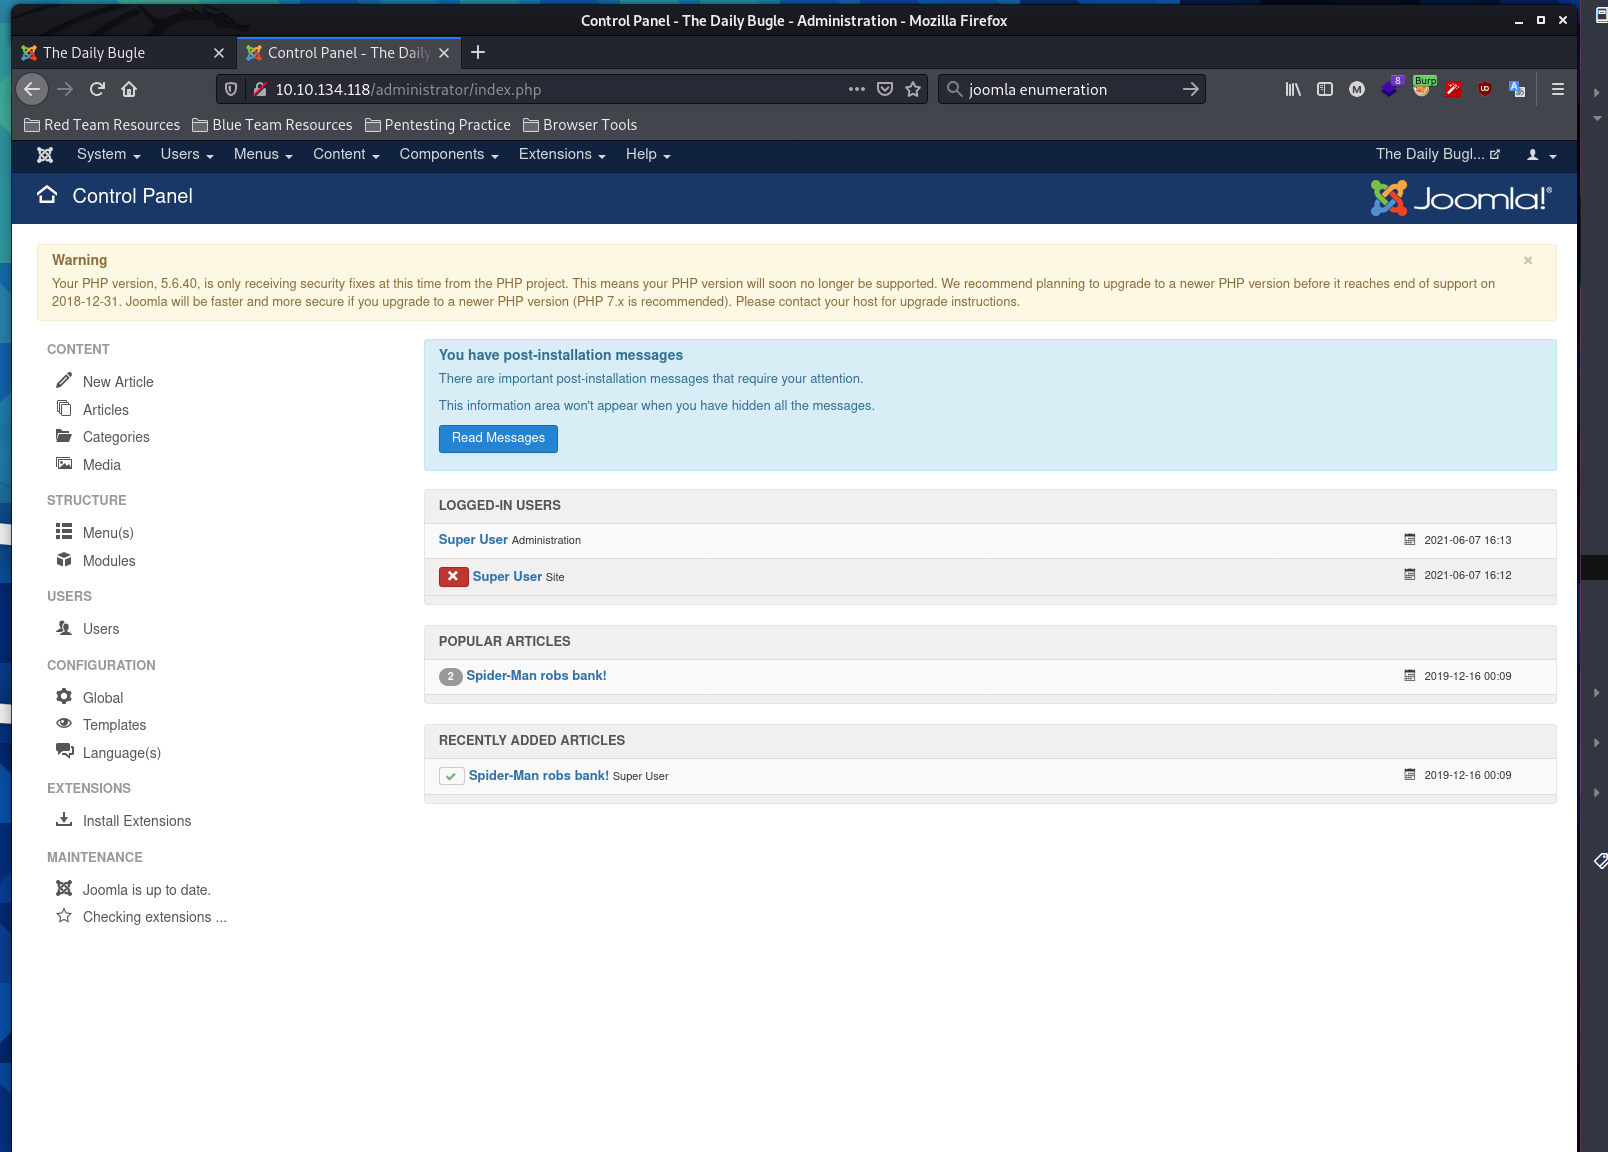 Control Panel - The Daily Bugle - Administration - Mozilla Firefox
The Daily Bugle
Control Panel - The Daily
10.10.134.118/administrator/index.php
joomla enumeration
M
8
Burp
Red Team Resources
Blue Team Resources
Pentesting Practice
Browser Tools
System
Users
Menus
Content
Components
Extensions
Help
The Daily Bugl...
Control Panel
Joomla!®
Warning
Your PHP version, 5.6.40, is only receiving security fixes at this time from the PHP project. This means your PHP version will soon no longer be supported. We recommend planning to upgrade to a newer PHP version before it reaches end of support on
2018-12-31. Joomla will be faster and more secure if you upgrade to a newer PHP version (PHP 7.x is recommended). Please contact your host for upgrade instructions.
CONTENT
New Article
Articles
Categories
Media
STRUCTURE
Menu(s)
Modules
USERS
Users
CONFIGURATION
Global
Templates
Language(s)
EXTENSIONS
Install Extensions
MAINTENANCE
Joomla is up to date.
Checking extensions ...
You have post-installation messages
There are important post-installation messages that require your attention.
This information area won't appear when you have hidden all the messages.
Read Messages
LOGGED-IN USERS
Super User Administration 2021-06-07 16:13
Super User Site 2021-06-07 16:12
POPULAR ARTICLES
2 Spider-Man robs bank! 2019-12-16 00:09
RECENTLY ADDED ARTICLES
Spider-Man robs bank! Super User 2019-12-16 00:09